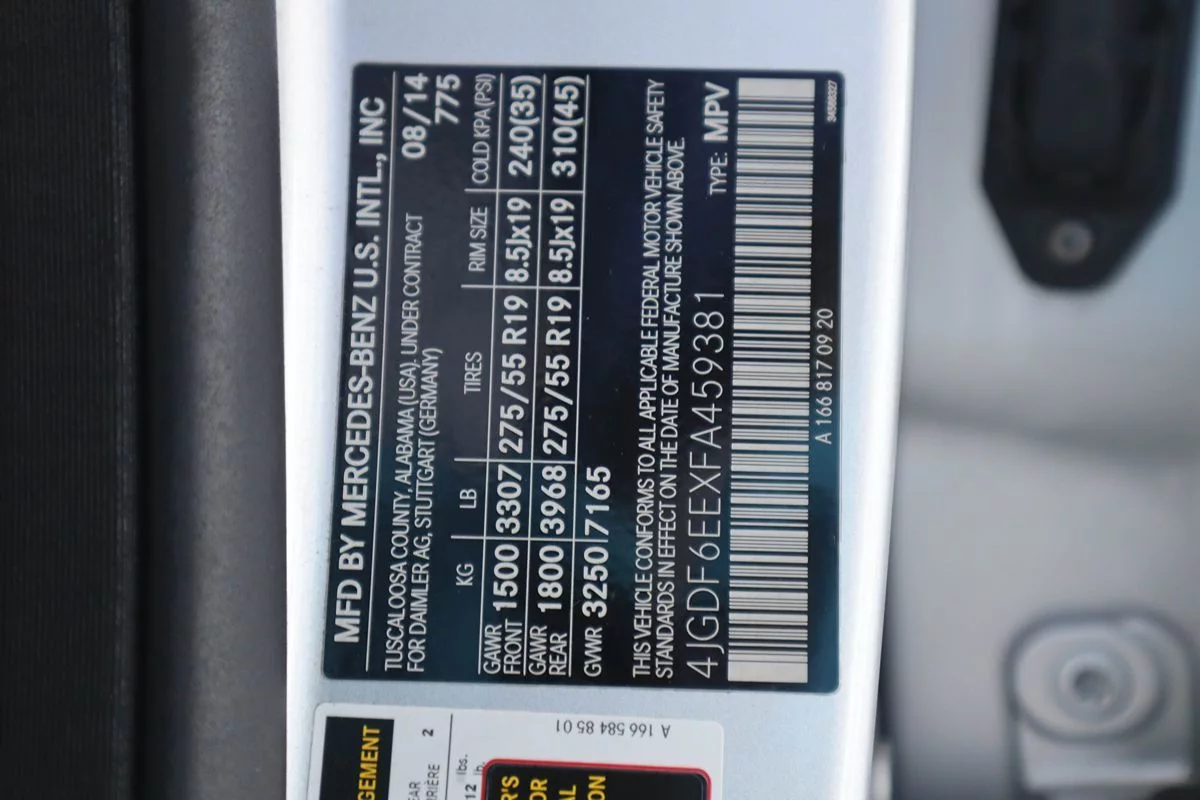 MFD BY MERCEDES-BENZ U.S. INTL., INC
TUSCALOOSA COUNTY, ALABAMA (USA), UNDER CONTRACT 08/14
FOR DAIMLER AG, STUTTGART (GERMANY) 775
KG LB TIRES RIM SIZE COLD KPA (PSI)
GAWR FRONT 1500 3307 275/55 R19 8.5Jx19 240(35)
GAWR REAR 1800 3968 275/55 R19 8.5Jx19 310(45)
GVWR 3250 7165
THIS VEHICLE CONFORMS TO ALL APPLICABLE FEDERAL MOTOR VEHICLE SAFETY
STANDARDS IN EFFECT ON THE DATE OF MANUFACTURE SHOWN ABOVE.
4JGDF6EEXFA459381 TYPE: MPV
A 166 817 09 20
A 166 584 85 01
2
lbs.
12